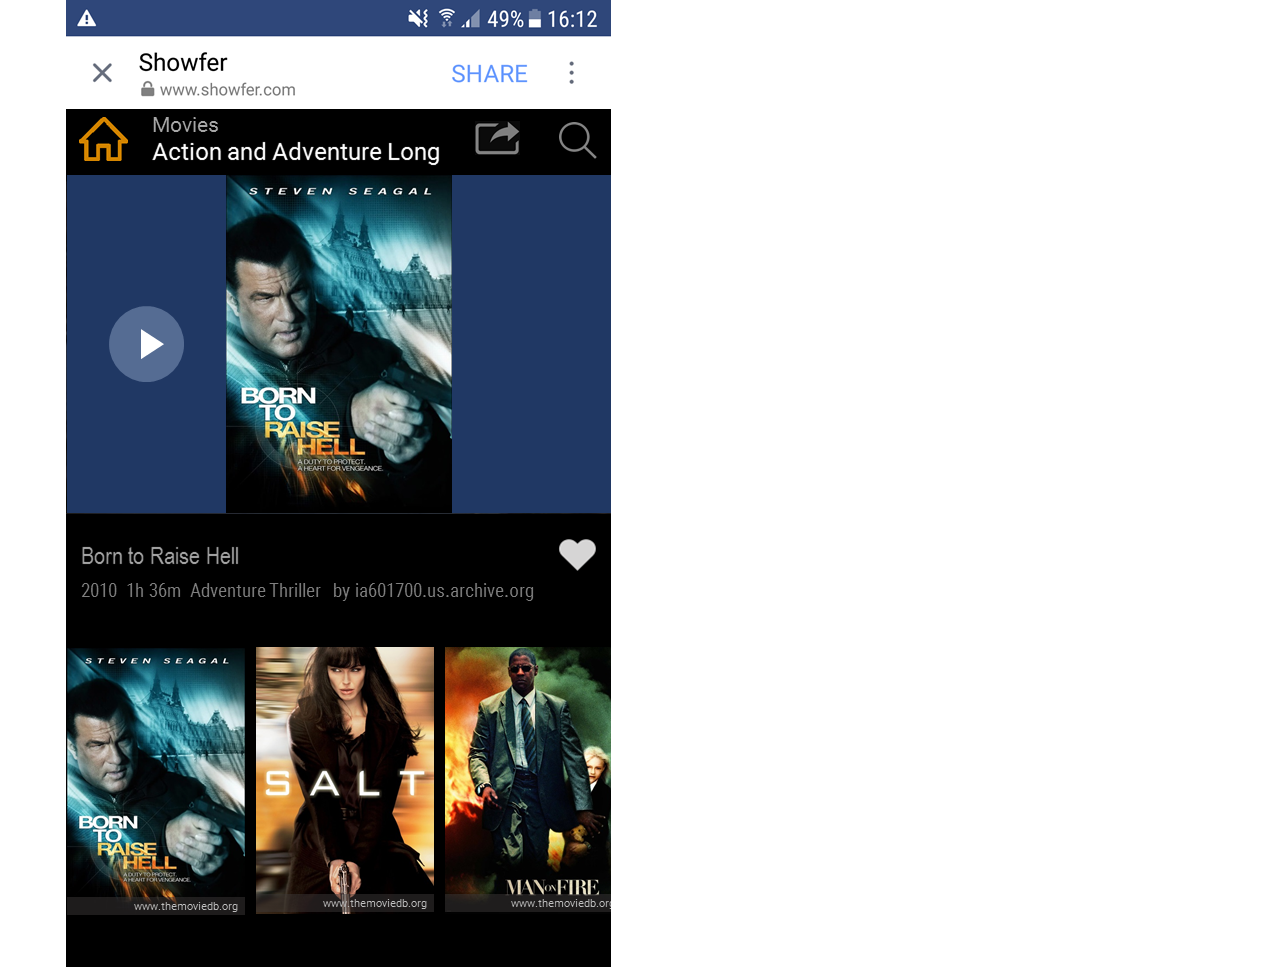 49% 16:12
Showfer
www.showfer.com
SHARE
Movies
Action and Adventure Long
STEVEN SEAGAL
BORN
TO
RAISE
HELL
A DUTY TO PROTECT.
A HEART FOR VENGEANCE.
Born to Raise Hell
2010 1h 36m Adventure Thriller by ia601700.us.archive.org
STEVEN SEAGAL
BORN
TO
RAISE
HELL
A DUTY TO PROTECT.
A HEART FOR VENGEANCE.
www.themoviedb.org
SALT
www.themoviedb.org
MAN ON FIRE
www.themoviedb.org